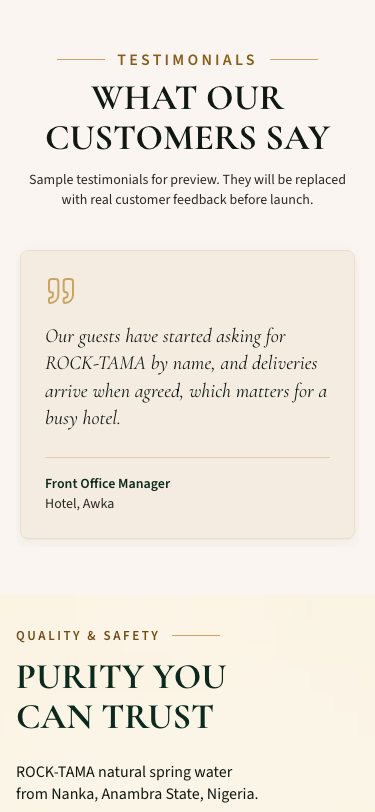 TESTIMONIALS
WHAT OUR
CUSTOMERS SAY
Sample testimonials for preview. They will be replaced
with real customer feedback before launch.
Our guests have started asking for
ROCK-TAMA by name, and deliveries
arrive when agreed, which matters for a
busy hotel.
Front Office Manager
Hotel, Awka
QUALITY & SAFETY
PURITY YOU
CAN TRUST
ROCK-TAMA natural spring water
from Nanka, Anambra State, Nigeria.